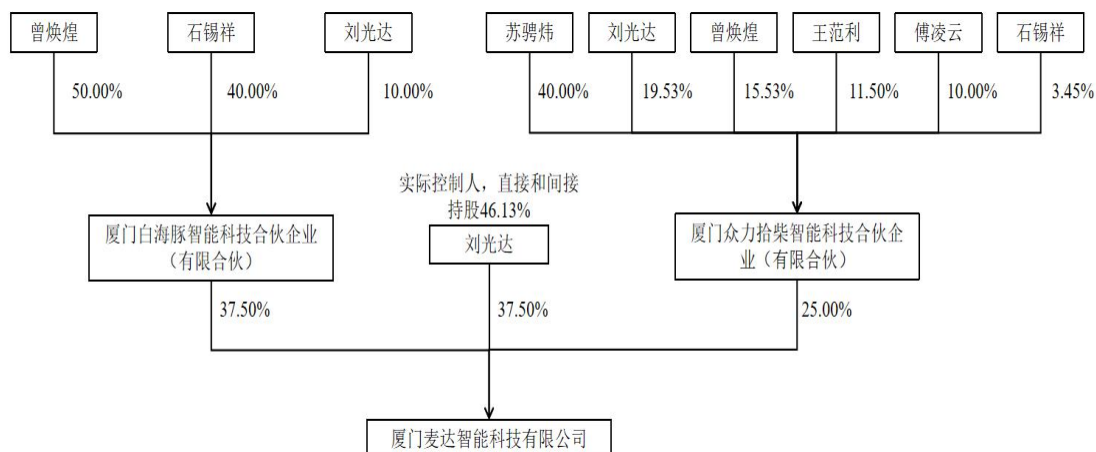 曾焕煌
石锡祥
刘光达
苏骋炜
刘光达
曾焕煌
王范利
傅凌云
石锡祥
50.00%
40.00%
10.00%
40.00%
19.53%
15.53%
11.50%
10.00%
3.45%
实际控制人，直接和间接
持股46.13%
厦门白海豚智能科技合伙企业
（有限合伙）
刘光达
厦门众力拾柴智能科技合伙企
业（有限合伙）
37.50%
37.50%
25.00%
厦门麦达智能科技有限公司